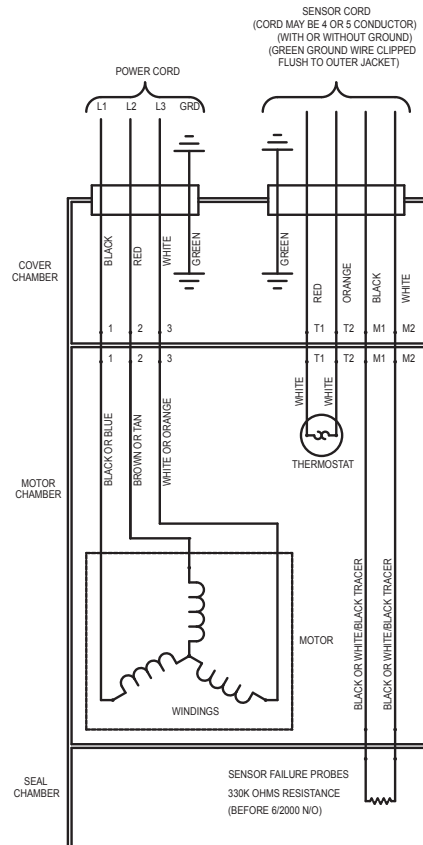 SENSOR CORD
(CORD MAY BE 4 OR 5 CONDUCTOR)
(WITH OR WITHOUT GROUND)
(GREEN GROUND WIRE CLIPPED
FLUSH TO OUTER JACKET)
POWER CORD
L1 L2 L3 GRD
COVER
CHAMBER
BLACK
RED
WHITE
GREEN
GREEN
RED
ORANGE
BLACK
WHITE
1 2 3 T1 T2 M1 M2
1 2 3 T1 T2 M1 M2
MOTOR
CHAMBER
BLACK OR BLUE
BROWN OR TAN
WHITE OR ORANGE
WHITE
WHITE
THERMOSTAT
BLACK OR WHITE/BLACK TRACER
BLACK OR WHITE/BLACK TRACER
MOTOR
WINDINGS
SEAL
CHAMBER
SENSOR FAILURE PROBES
330K OHMS RESISTANCE
(BEFORE 6/2000 N/O)